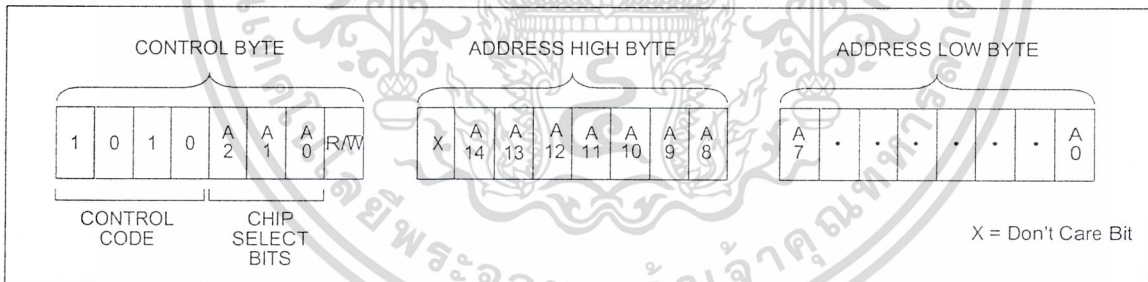 CONTROL BYTE ADDRESS HIGH BYTE ADDRESS LOW BYTE
1 0 1 0 A2 A1 A0 R/W X A14 A13 A12 A11 A10 A9 A8 A7 • • • • • • A0
CONTROL CODE CHIP SELECT BITS
X = Don't Care Bit